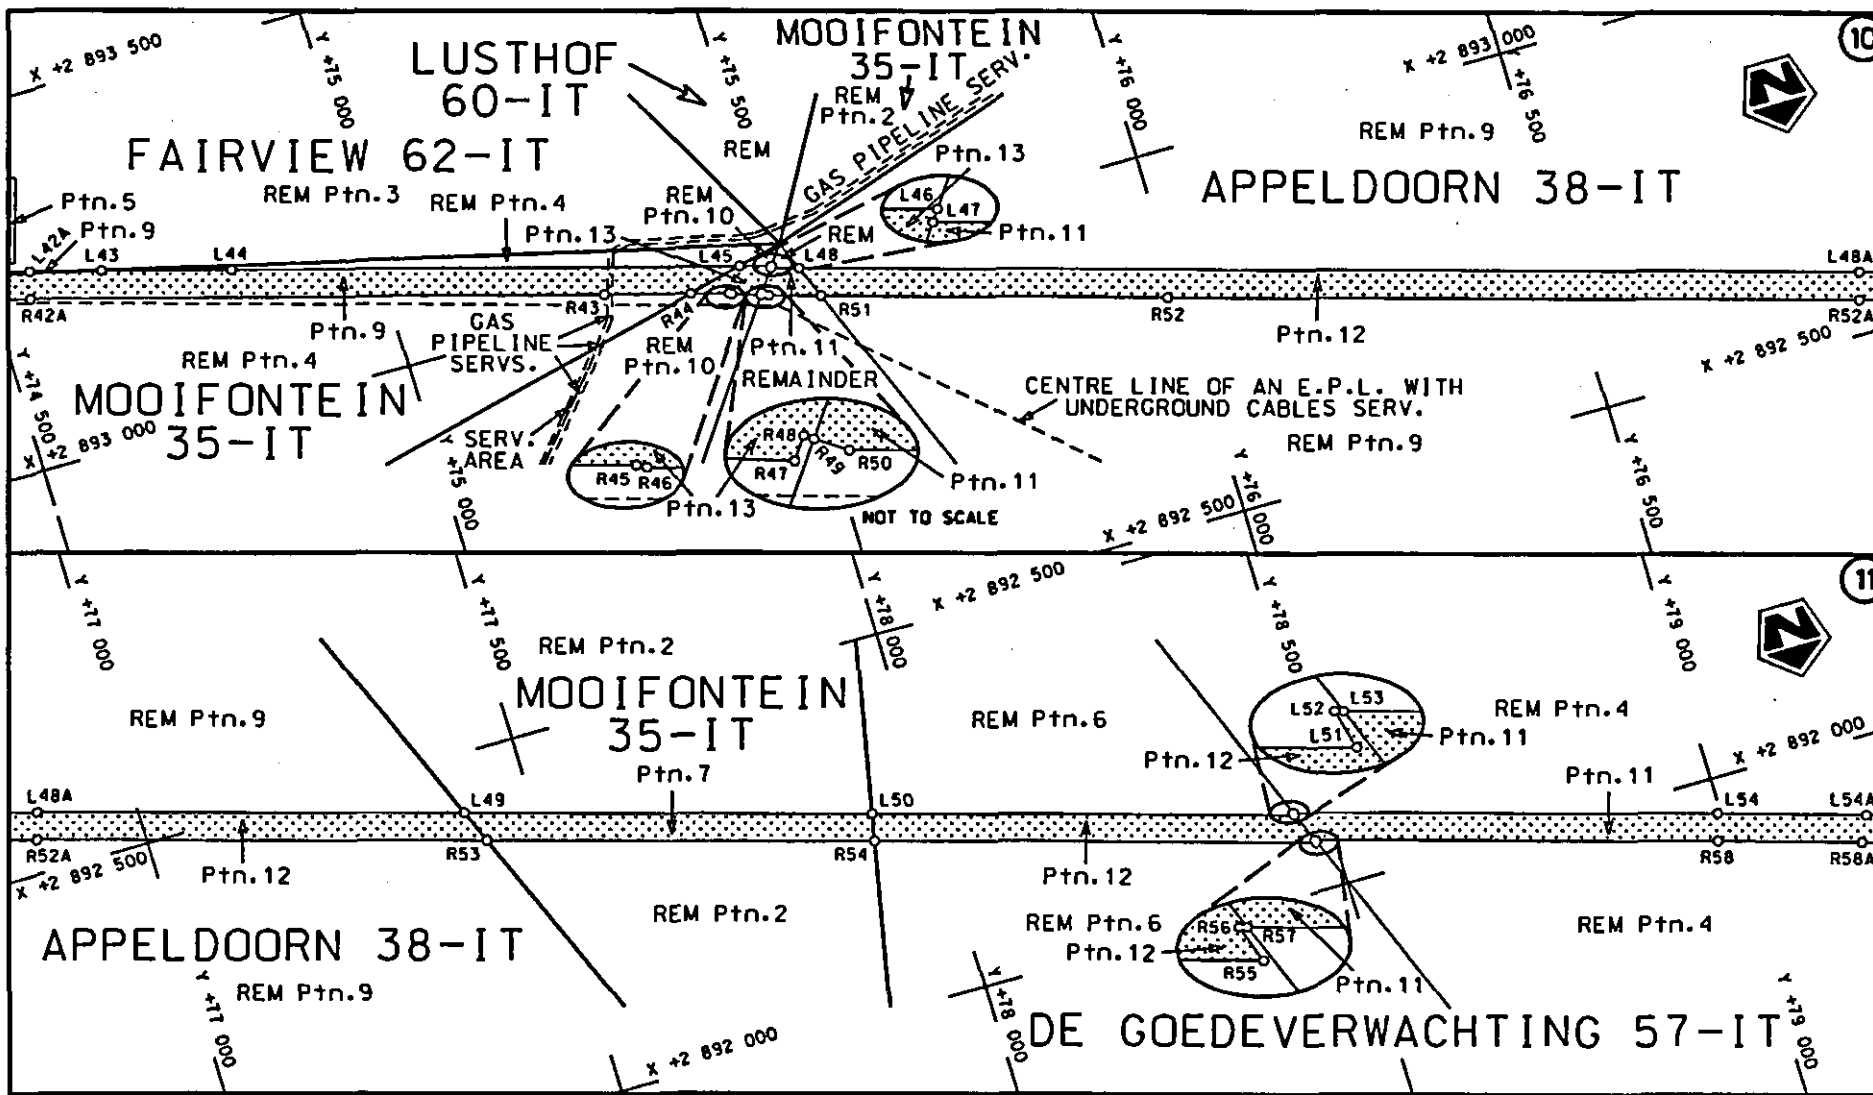 10
X +2 893 500
Y +75 000
Y +75 500
Y +76 000
X +2 893 000
Y +76 500
LUSTHOF
60-IT
MOOIFONTEIN
35-IT
REM
Ptn.2
GAS PIPELINE SERV.
REM
N
FAIRVIEW 62-IT
REM Ptn.3
REM Ptn.4
REM
Ptn.10
Ptn.13
Ptn.13
L46
L47
Ptn.11
REM Ptn.9
APPELDOORN 38-IT
Ptn.5
Ptn.9
L42A
L43
L44
L45
REM
L48
L48A
R42A
R43
R44
R51
R52
R52A
Ptn.9
GAS
PIPELINE
SERVS.
REM
Ptn.10
Ptn.11
REMAINDER
Ptn.12
REM Ptn.4
MOOIFONTEIN
35-IT
Y +74 500
X +2 893 000
SERV.
AREA
Y +75 000
R45
R46
Ptn.13
R48
R47
R49
R50
Ptn.11
NOT TO SCALE
CENTRE LINE OF AN E.P.L. WITH
UNDERGROUND CABLES SERV.
REM Ptn.9
X +2 892 500
X +2 892 500
Y +76 000
Y +76 500
11
Y +77 000
Y +77 500
Y +78 000
X +2 892 500
Y +78 500
Y +79 000
N
REM Ptn.2
MOOIFONTEIN
35-IT
REM Ptn.9
REM Ptn.6
L52
L53
L51
Ptn.12
Ptn.11
REM Ptn.4
X +2 892 000
Ptn.7
Ptn.11
L48A
L49
L50
L54
L54A
R52A
R53
R54
R58
R58A
X +2 892 500
Ptn.12
Ptn.12
REM Ptn.2
REM Ptn.6
Ptn.12
R56
R57
R55
Ptn.11
REM Ptn.4
APPELDOORN 38-IT
REM Ptn.9
Y +77 000
X +2 892 000
Y +78 000
DE GOEDEVERWACHTING 57-IT
Y +79 000